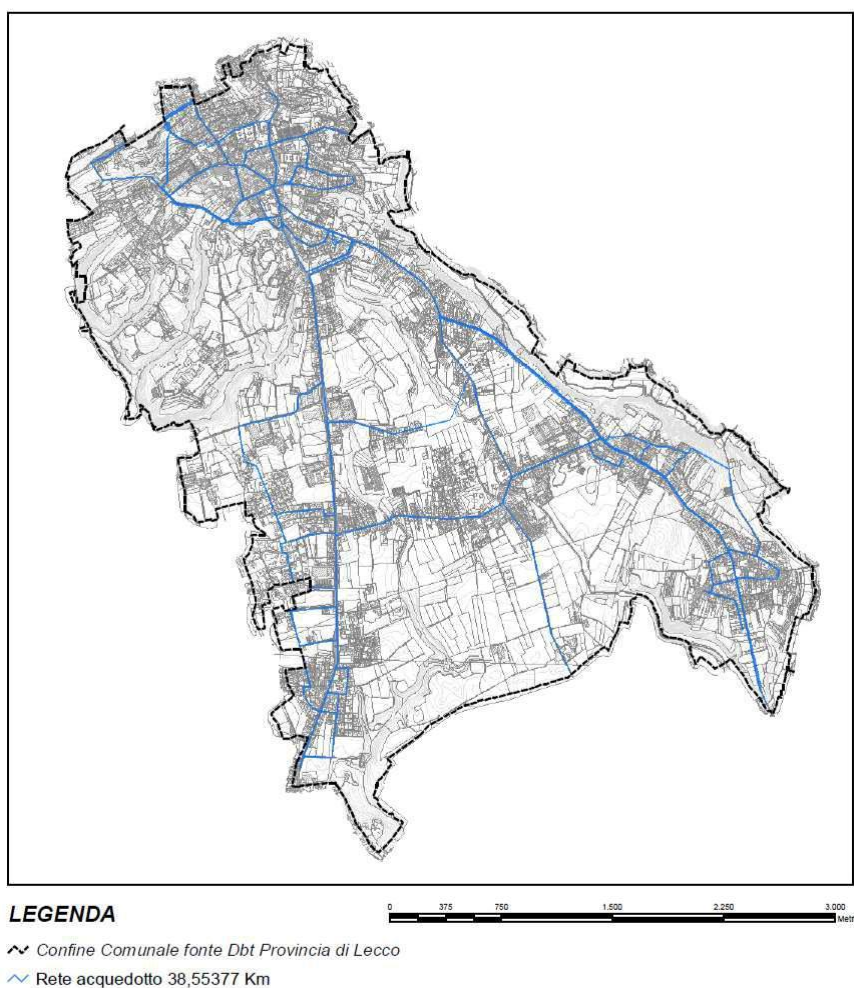 LEGENDA
0 375 750 1.500 2.250 3.000
Metri
Confine Comunale fonte Dbt Provincia di Lecco
Rete acquedotto 38,55377 Km